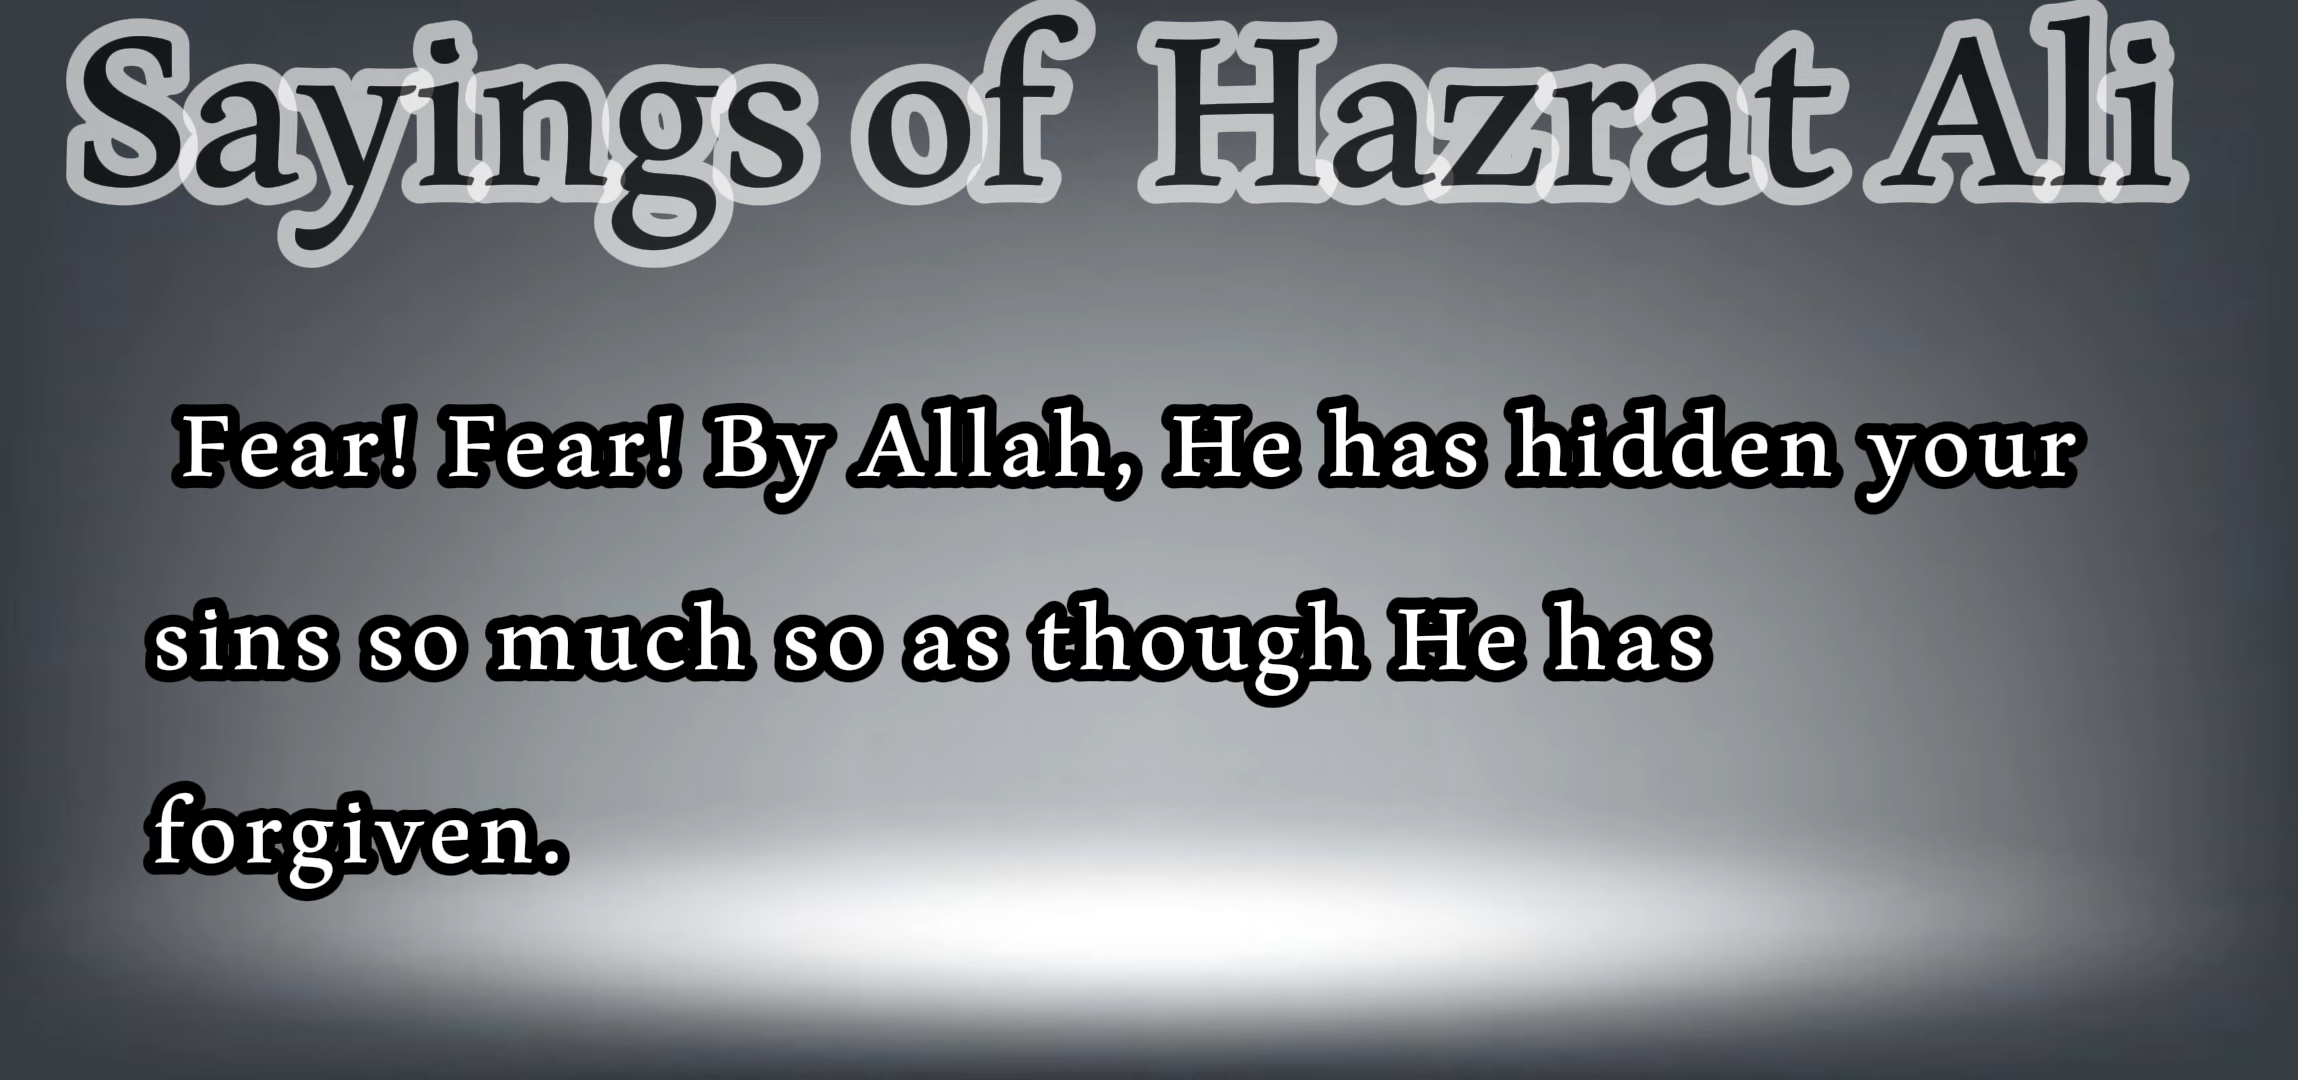 Sayings of Hazrat Ali
Fear! Fear! By Allah, He has hidden your
sins so much so as though He has
forgiven.